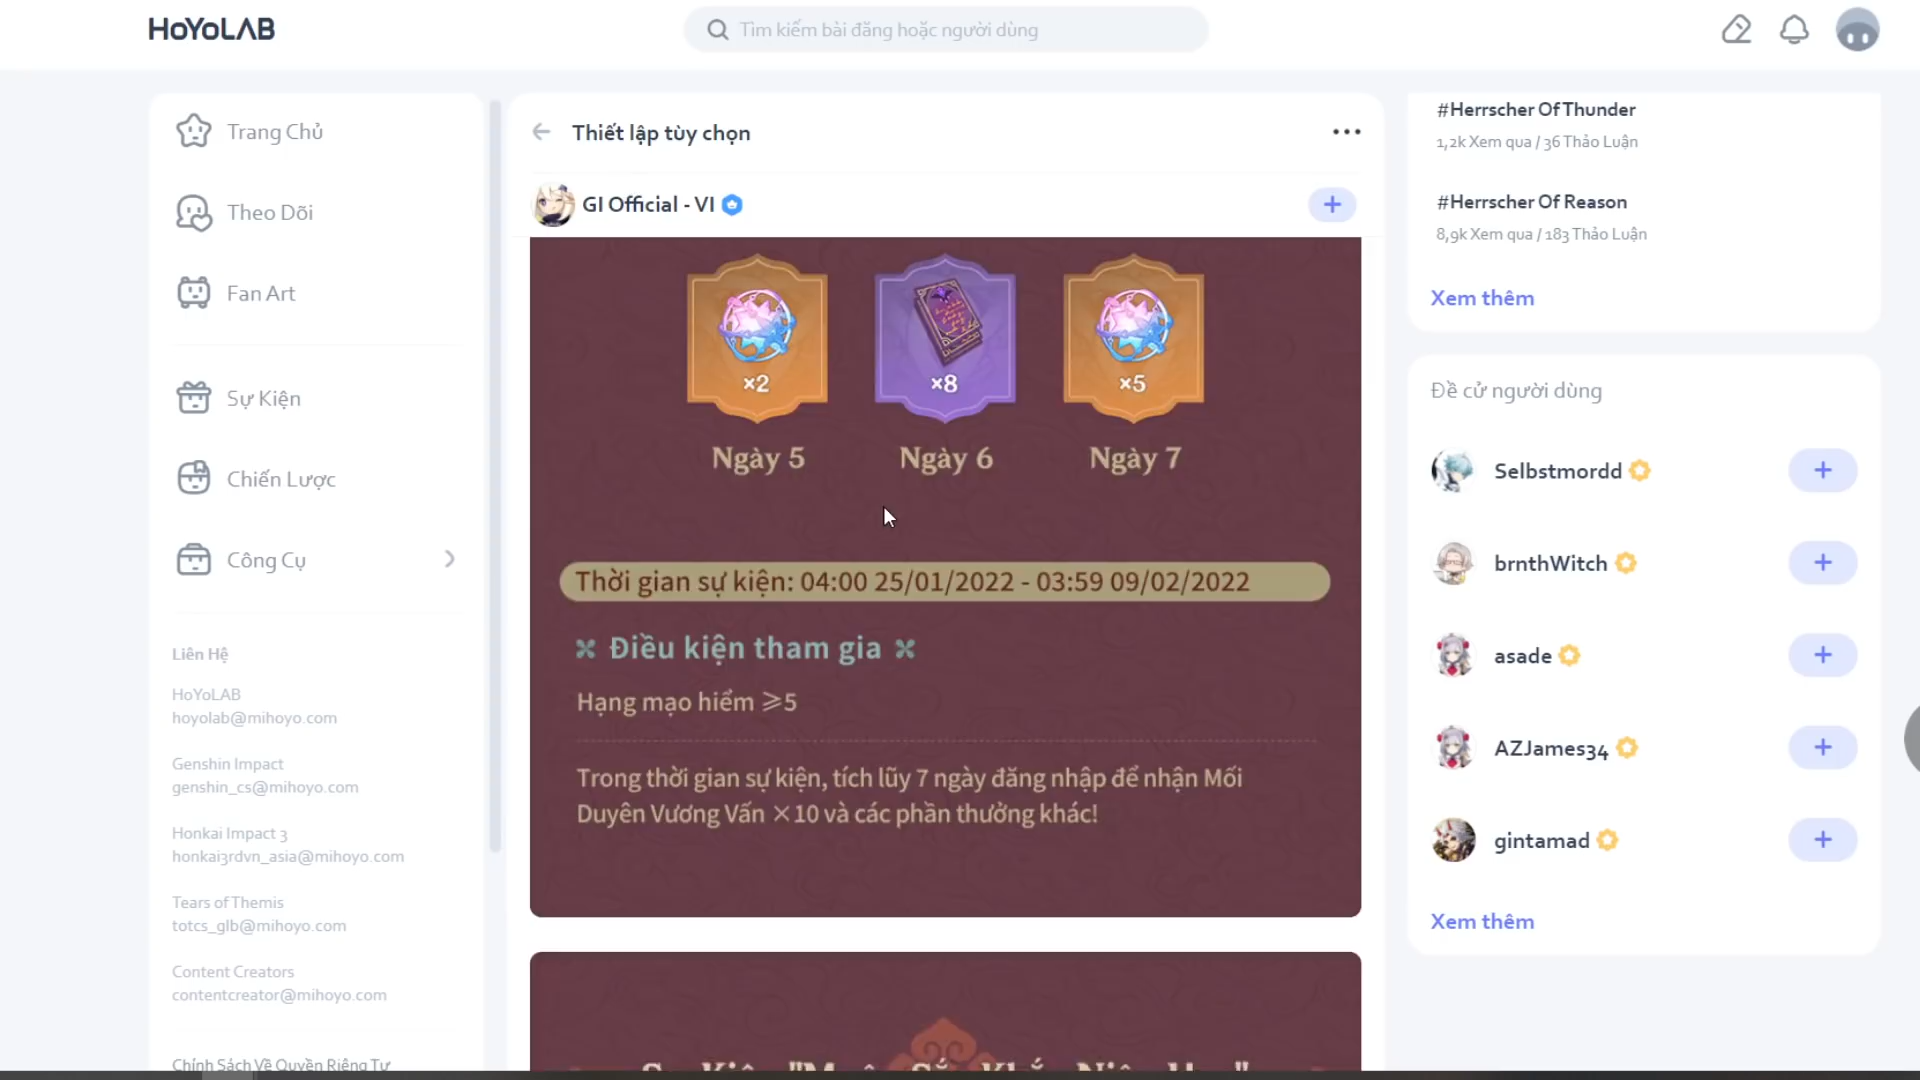 HoYoLAB
Tìm kiếm bài đăng hoặc người dùng
Trang Chủ
Theo Dõi
Fan Art
Sự Kiện
Chiến Lược
Công Cụ
Liên Hệ
HoYoLAB
hoyolab@mihoyo.com
Genshin Impact
genshin_cs@mihoyo.com
Honkai Impact 3
honkai3rdvn_asia@mihoyo.com
Tears of Themis
totcs_glb@mihoyo.com
Content Creators
contentcreator@mihoyo.com
Chính Sách Về Quyền Riêng Tư
Thiết lập tùy chọn
GI Official - VI
×2
×8
×5
Ngày 5
Ngày 6
Ngày 7
Thời gian sự kiện: 04:00 25/01/2022 - 03:59 09/02/2022
Điều kiện tham gia
Hạng mạo hiểm ⩾5
Trong thời gian sự kiện, tích lũy 7 ngày đăng nhập để nhận Mối
Duyên Vương Vấn ×10 và các phần thưởng khác!
#Herrscher Of Thunder
1,2k Xem qua / 36 Thảo Luận
#Herrscher Of Reason
8,9k Xem qua / 183 Thảo Luận
Xem thêm
Đề cử người dùng
Selbstmordd
brnthWitch
asade
AZJames34
gintamad
Xem thêm